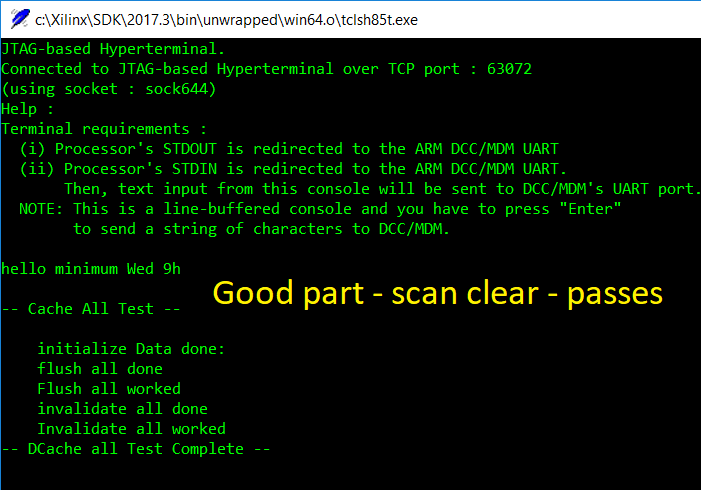 c:\Xilinx\SDK\2017.3\bin\unwrapped\win64.o\tclsh85t.exe
JTAG-based Hyperterminal.
Connected to JTAG-based Hyperterminal over TCP port : 63072
(using socket : sock644)
Help :
Terminal requirements :
(i) Processor's STDOUT is redirected to the ARM DCC/MDM UART
(ii) Processor's STDIN is redirected to the ARM DCC/MDM UART.
Then, text input from this console will be sent to DCC/MDM's UART port.
NOTE: This is a line-buffered console and you have to press "Enter"
to send a string of characters to DCC/MDM.
hello minimum Wed 9h
Good part - scan clear - passes
-- Cache All Test --
initialize Data done:
flush all done
Flush all worked
invalidate all done
Invalidate all worked
-- DCache all Test Complete --